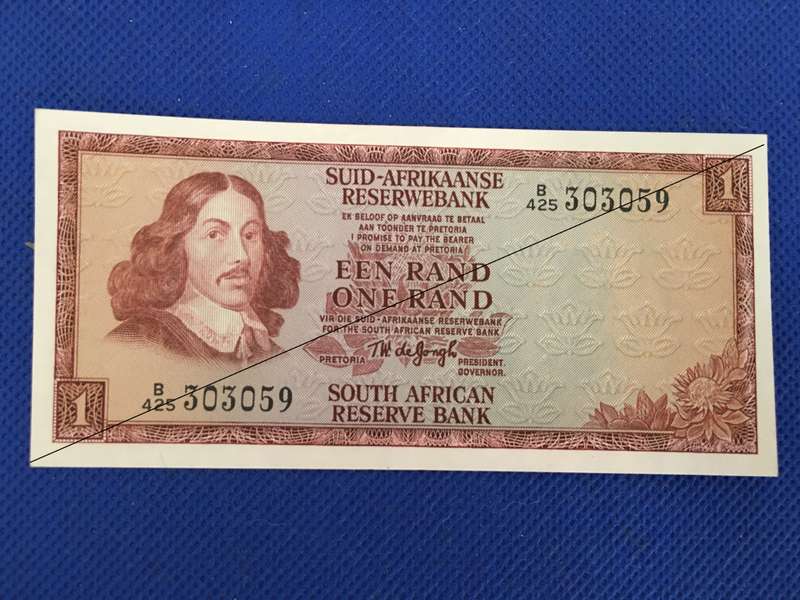 SUID-AFRIKAANSE
RESERWEBANK
B
425 303059
1
EK BELOOF OP AANVRAAG TE BETAAL
AAN TOONDER TE PRETORIA
I PROMISE TO PAY THE BEARER
ON DEMAND AT PRETORIA
EEN RAND
ONE RAND
VIR DIE SUID-AFRIKAANSE RESERWEBANK
FOR THE SOUTH AFRICAN RESERVE BANK
PRETORIA T.W. de Jongh PRESIDENT.
GOVERNOR.
1
B
425 303059
SOUTH AFRICAN
RESERVE BANK